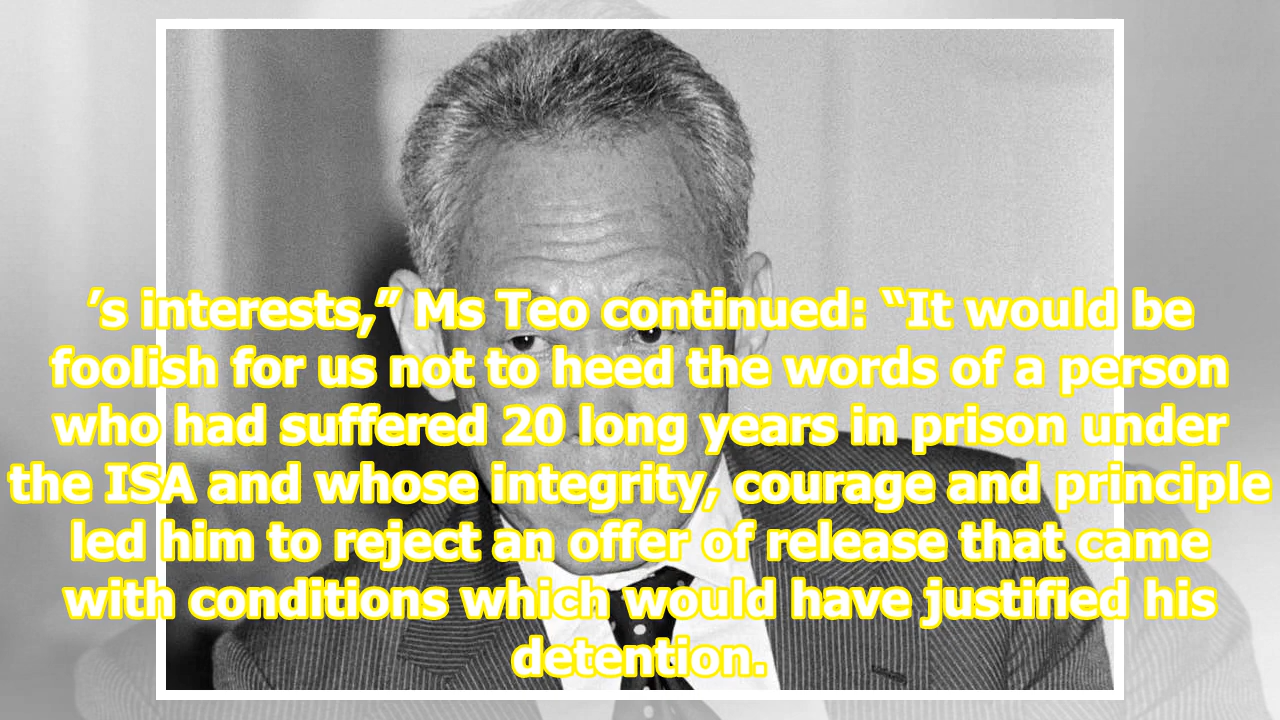 ’s interests,” Ms Teo continued: “It would be
foolish for us not to heed the words of a person
who had suffered 20 long years in prison under
the ISA and whose integrity, courage and principle
led him to reject an offer of release that came
with conditions which would have justified his
detention.